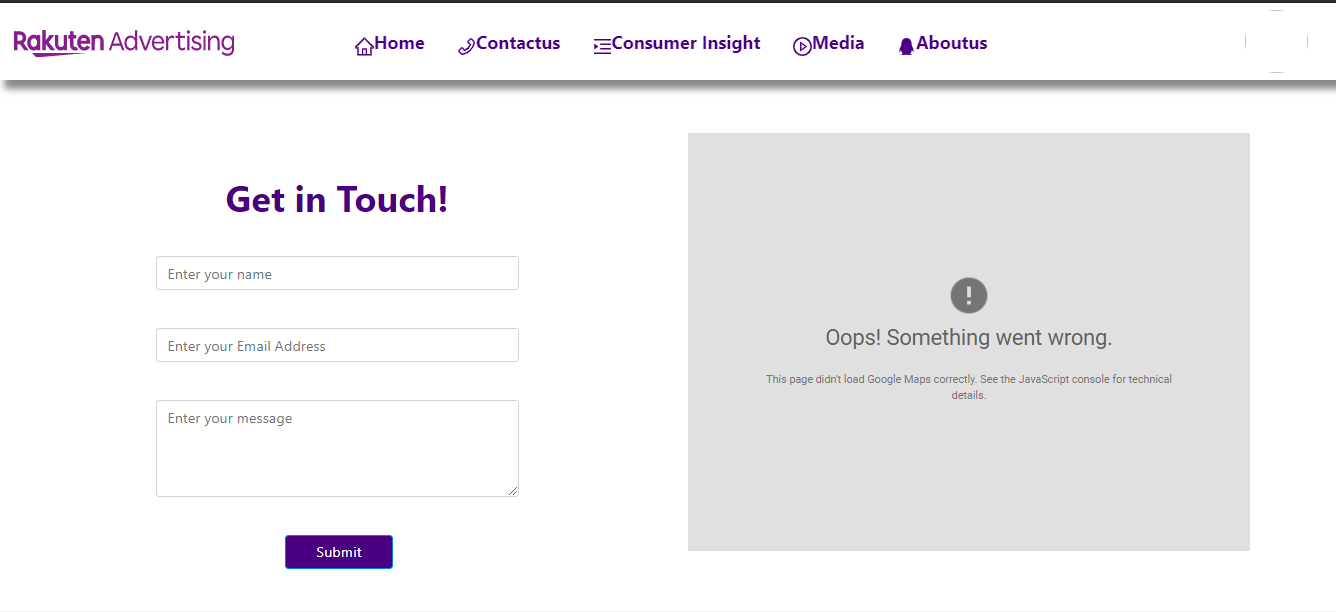 Rakuten Advertising
Home Contactus Consumer Insight Media Aboutus
Get in Touch!
Enter your name
Enter your Email Address
Enter your message
Submit
Oops! Something went wrong.
This page didn't load Google Maps correctly. See the JavaScript console for technical
details.